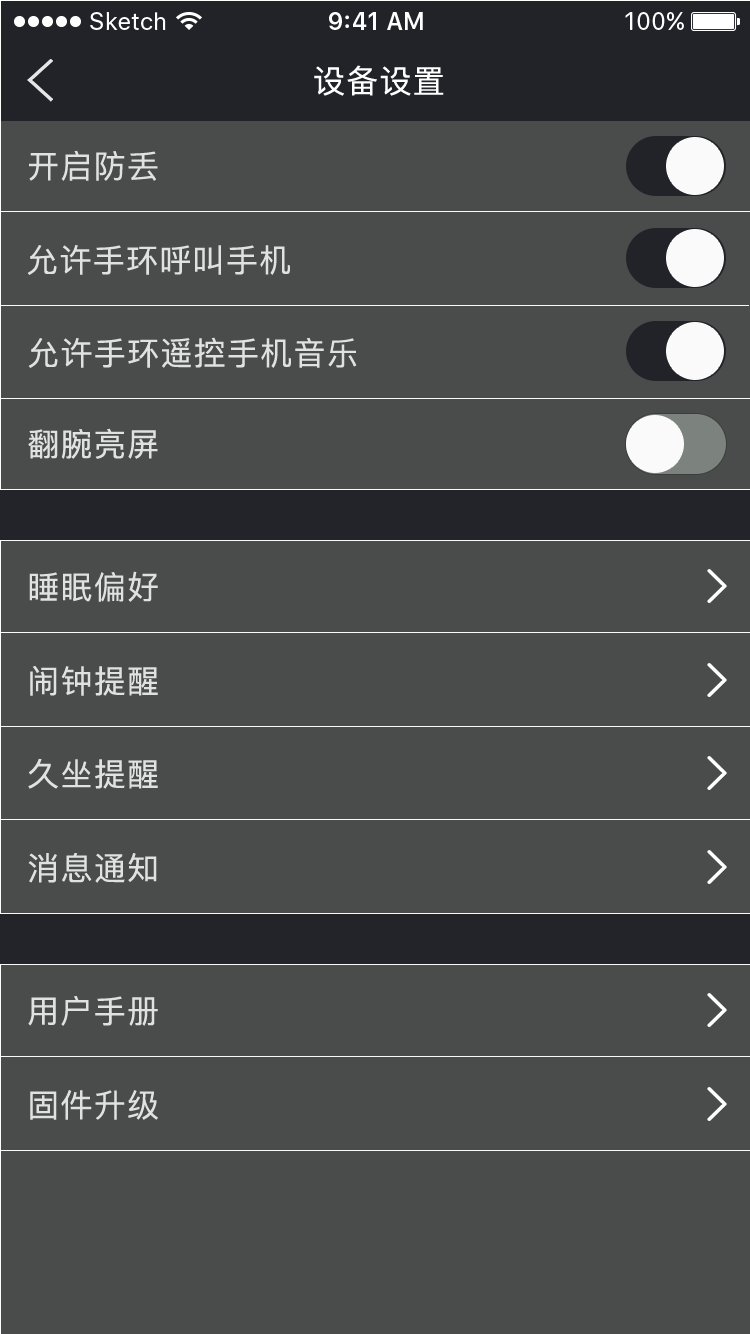 Sketch 9:41 AM 100%
设备设置
开启防丢
允许手环呼叫手机
允许手环遥控手机音乐
翻腕亮屏
睡眠偏好
闹钟提醒
久坐提醒
消息通知
用户手册
固件升级